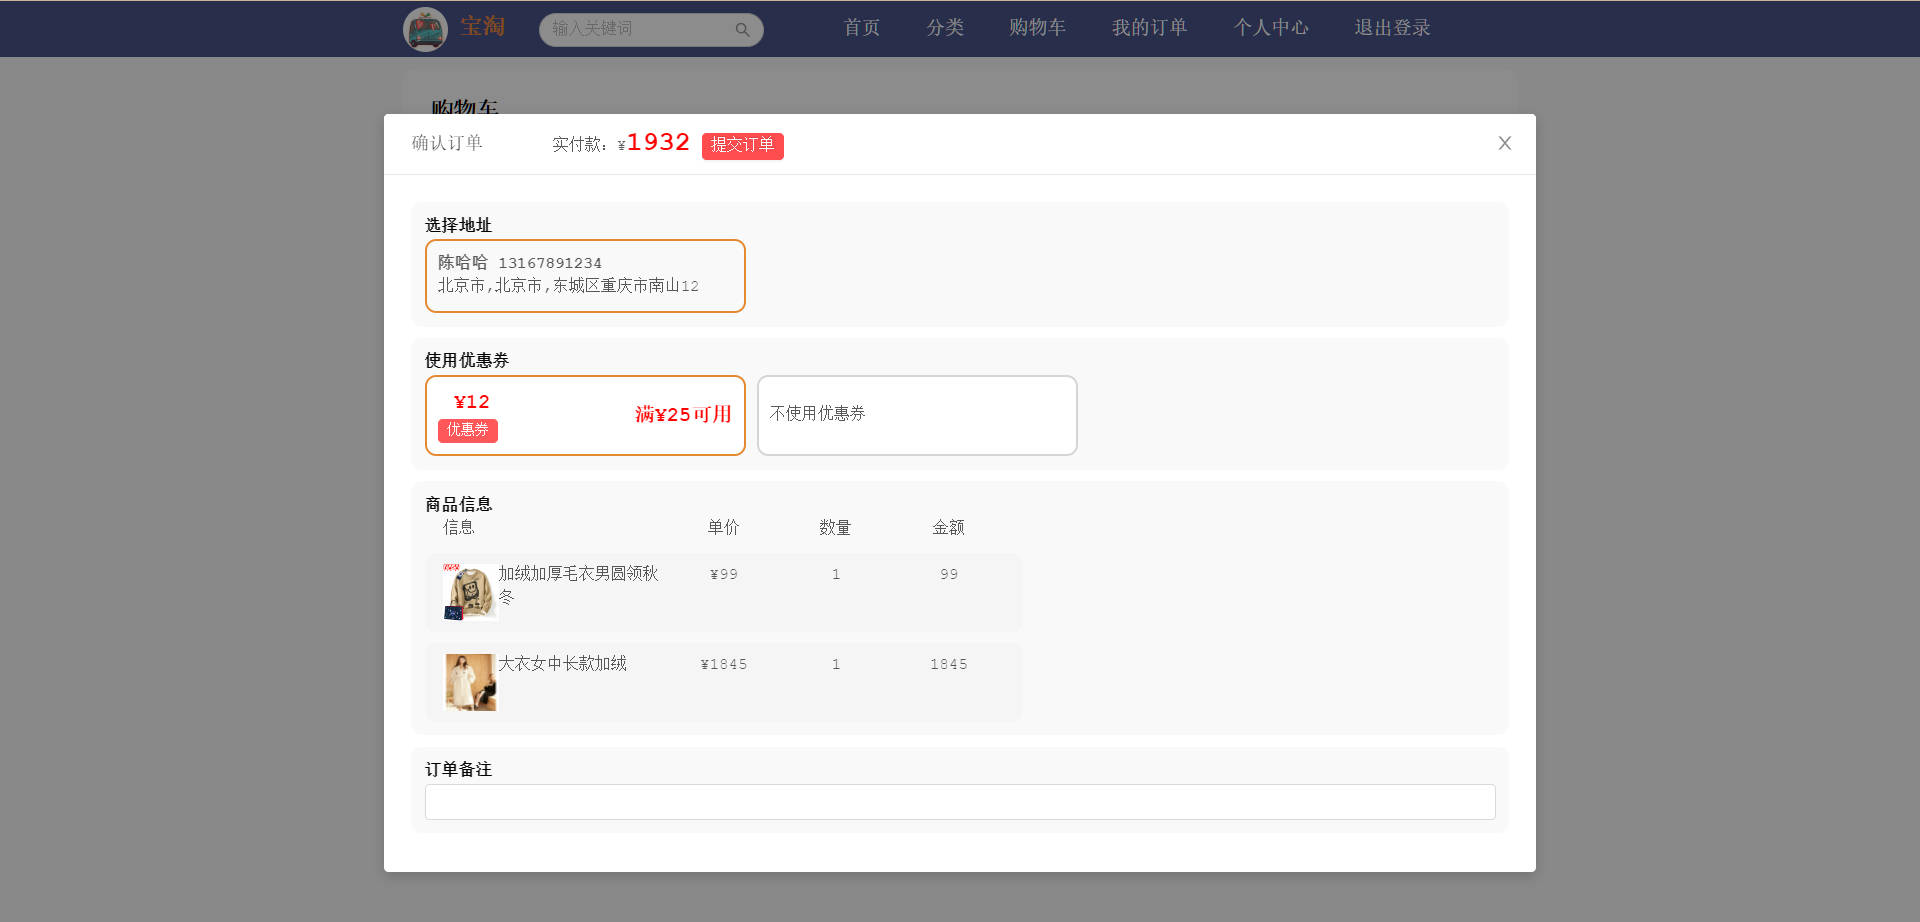 宝淘
输入关键词
首页 分类 购物车 我的订单 个人中心 退出登录
购物车
确认订单 实付款：¥1932 提交订单
选择地址
陈哈哈 13167891234
北京市,北京市,东城区重庆市南山12
使用优惠券
¥12
优惠券
满¥25可用
不使用优惠券
商品信息
信息 单价 数量 金额
加绒加厚毛衣男圆领秋 ¥99 1 99
冬
大衣女中长款加绒 ¥1845 1 1845
订单备注